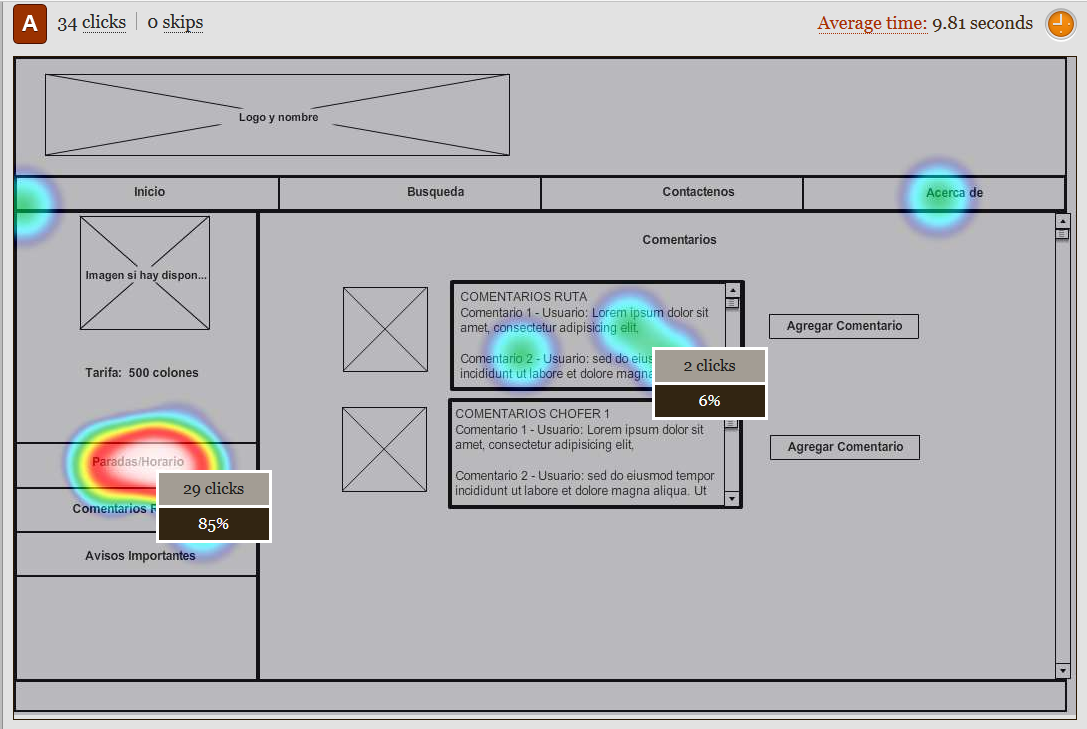 A 34 clicks 0 skips Average time: 9.81 seconds
Logo y nombre
Inicio Busqueda Contactenos Acerca de
Comentarios
Imagen si hay dispon...
Tarifa: 500 colones
Paradas/Horario
Comentarios
Avisos Importantes
29 clicks
85%
COMENTARIOS RUTA
Comentario 1 - Usuario: Lorem ipsum dolor sit
amet, consectetur adipisicing elit,
Comentario 2 - Usuario: sed do eius
incididunt ut labore et dolore magna
2 clicks
6%
Agregar Comentario
COMENTARIOS CHOFER 1
Comentario 1 - Usuario: Lorem ipsum dolor sit
amet, consectetur adipisicing elit,
Comentario 2 - Usuario: sed do eiusmod tempor
incididunt ut labore et dolore magna aliqua. Ut
Agregar Comentario